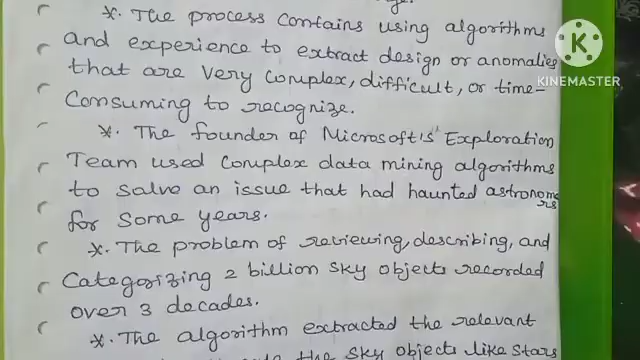 *. The process contains using algorithms
and experience to extract design or anomalies
that are very complex, difficult, or time-
consuming to recognize.
*. The founder of Microsoft's Exploration
Team used complex data mining algorithms
to solve an issue that had haunted astronomers
for some years.
*. The problem of reviewing, describing, and
Categorizing 2 billion sky objects recorded
over 3 decades.
*. The algorithm extracted the relevant
the sky objects like stars
KINEMASTER